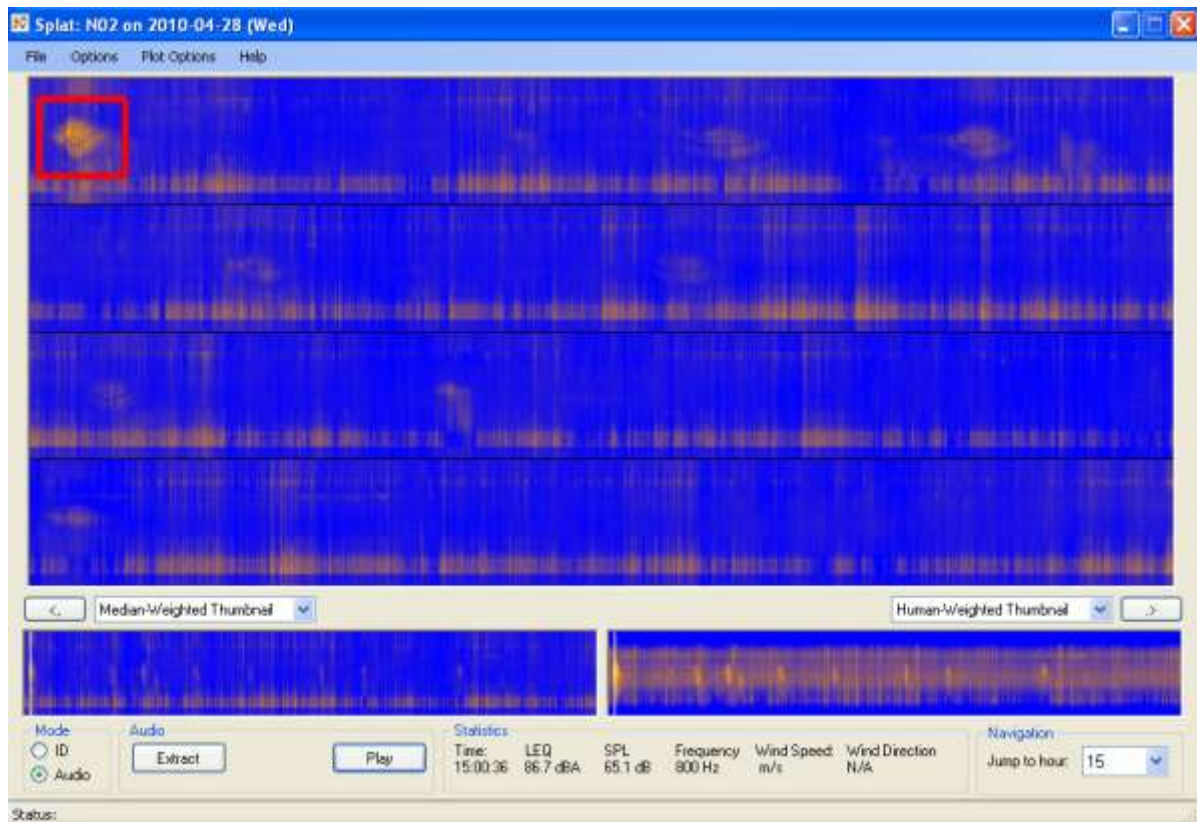 Splat: N02 on 2010-04-28 (Wed)
File Options Plot Options Help
< Median-Weighted Thumbnail Human-Weighted Thumbnail >
Mode Audio Statistics Navigation
ID Extract Play Time: LEQ SPL Frequency Wind Speed: Wind Direction Jump to hour: 15
Audio 15:00:36 86.7 dBA 65.1 dB 800 Hz m/s N/A
Status: